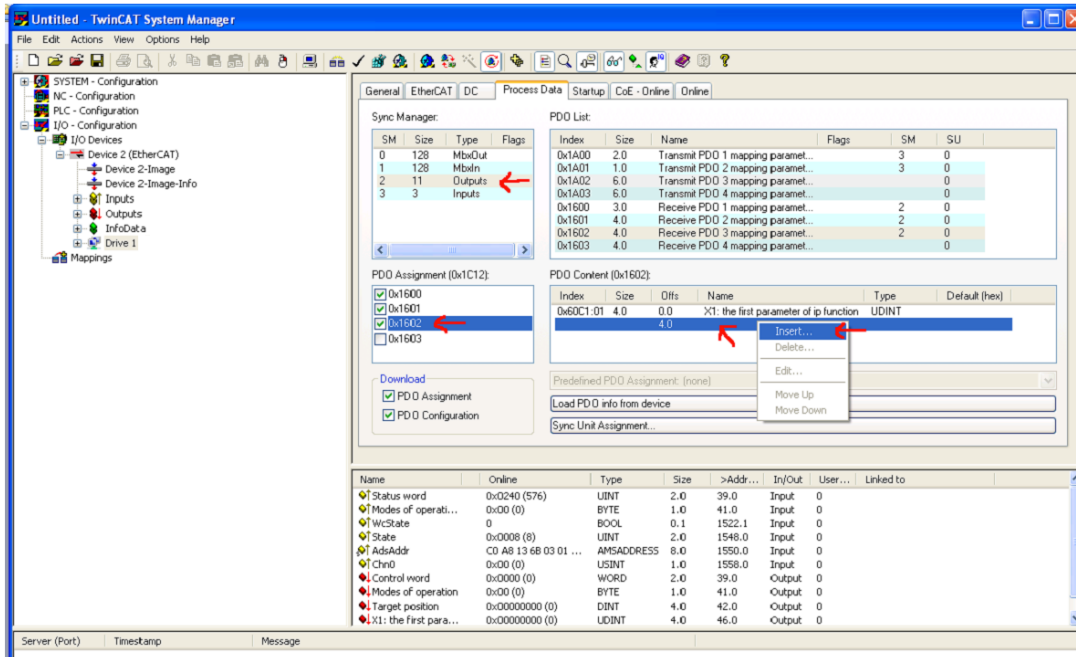 Untitled - TwinCAT System Manager
File Edit Actions View Options Help
SYSTEM - Configuration
NC - Configuration
PLC - Configuration
I/O - Configuration
I/O Devices
Device 2 (EtherCAT)
Device 2-Image
Device 2-Image-Info
Inputs
Outputs
InfoData
Drive 1
Mappings
General EtherCAT DC Process Data Startup CoE - Online Online
Sync Manager:
SM Size Type Flags
0 128 MbxOut
1 128 MbxIn
2 11 Outputs
3 3 Inputs
PDO List:
Index Size Name Flags SM SU
0x1A00 2.0 Transmit PDO 1 mapping paramet... 3 0
0x1A01 1.0 Transmit PDO 2 mapping paramet... 3 0
0x1A02 6.0 Transmit PDO 3 mapping paramet... 0
0x1A03 6.0 Transmit PDO 4 mapping paramet... 0
0x1600 3.0 Receive PDO 1 mapping paramet... 2 0
0x1601 4.0 Receive PDO 2 mapping paramet... 2 0
0x1602 4.0 Receive PDO 3 mapping paramet... 2 0
0x1603 4.0 Receive PDO 4 mapping paramet... 0
PDO Assignment (0x1C12):
0x1600
0x1601
0x1602
0x1603
PDO Content (0x1602):
Index Size Offs Name Type Default (hex)
0x60C1:01 4.0 0.0 X1: the first parameter of ip function UDINT
4.0
Insert...
Delete...
Edit...
Move Up
Move Down
Download
PDO Assignment
PDO Configuration
Predefined PDO Assignment: (none)
Load PDO info from device
Sync Unit Assignment...
Name Online Type Size >Addr... In/Out User... Linked to
Status word 0x0240 (576) UINT 2.0 39.0 Input 0
Modes of operati... 0x00 (0) BYTE 1.0 41.0 Input 0
WcState 0 BOOL 0.1 1522.1 Input 0
State 0x0008 (8) UINT 2.0 1548.0 Input 0
AdsAddr C0 A8 13 6B 03 01 ... AMSADDRESS 8.0 1550.0 Input 0
Chn0 0x00 (0) USINT 1.0 1558.0 Input 0
Control word 0x0000 (0) WORD 2.0 39.0 Output 0
Modes of operation 0x00 (0) BYTE 1.0 41.0 Output 0
Target position 0x00000000 (0) DINT 4.0 42.0 Output 0
X1: the first para... 0x00000000 (0) UDINT 4.0 46.0 Output 0
Server (Port) Timestamp Message